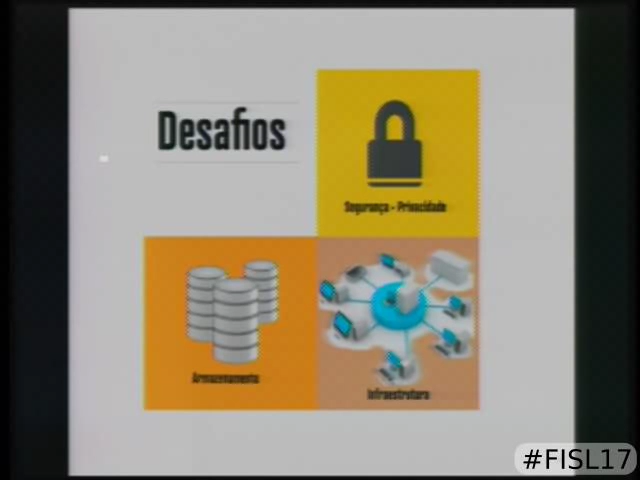 Desafios
Segurança - Privacidade
Armazenamento
Infraestrutura
#FISL17